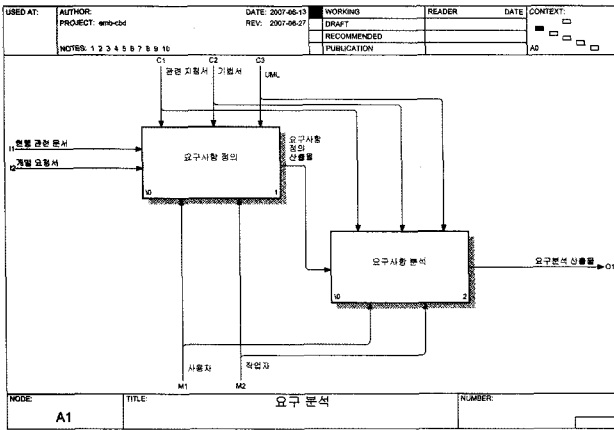 USED AT: AUTHOR: DATE: 2007-06-13 WORKING READER DATE CONTEXT:
PROJECT: emb-cbd REV: 2007-06-27 DRAFT
RECOMMENDED
NOTES: 1 2 3 4 5 6 7 8 9 10 PUBLICATION A0
C1 C2 C3
관련 지침서 기법서 UML
I1 현행 관련 문서
I2 개발 요청서
요구사항 정의
\0 1
요구사항
정의
산출물
요구사항 분석
\0 2
요구분석 산출물 O1
사용자 작업자
M1 M2
NODE: TITLE: 요구 분석 NUMBER:
A1